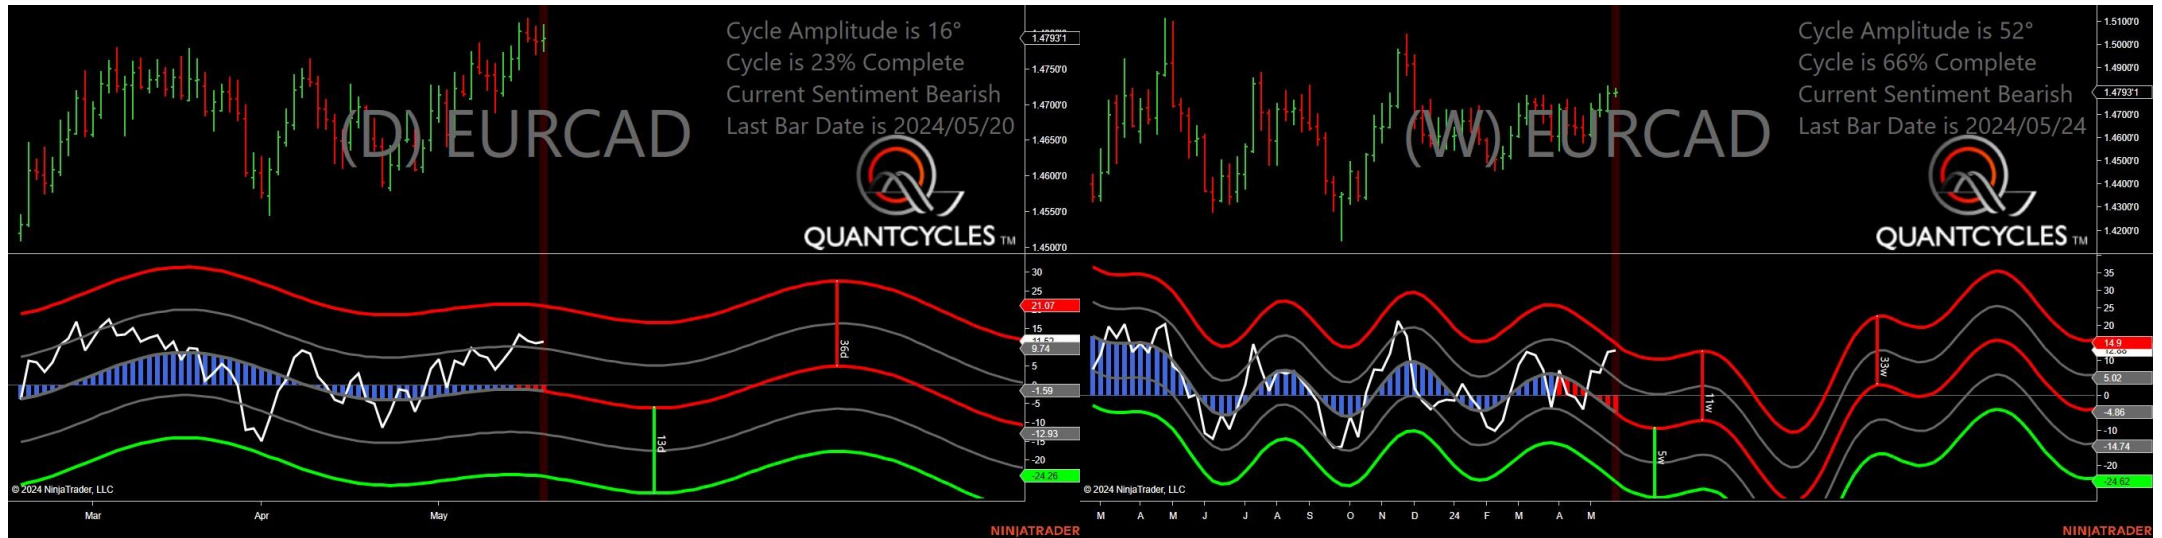 Cycle Amplitude is 16°
Cycle is 23% Complete
Current Sentiment Bearish
Last Bar Date is 2024/05/20
(D) EURCAD
QUANTCYCLES TM
1.4793'1
1.4750'0
1.4700'0
1.4650'0
1.4600'0
1.4550'0
1.4500'0
30
25
21.07
15
9.74
5
-1.59
-5
-10
-12.93
-15
-20
-24.26
36d
13d
© 2024 NinjaTrader, LLC
Mar Apr May
NINJATRADER
Cycle Amplitude is 52°
Cycle is 66% Complete
Current Sentiment Bearish
Last Bar Date is 2024/05/24
(W) EURCAD
QUANTCYCLES TM
1.5100'0
1.5000'0
1.4900'0
1.4793'1
1.4700'0
1.4600'0
1.4500'0
1.4400'0
1.4300'0
1.4200'0
35
30
25
20
14.9
10
5.02
0
-4.86
-10
-14.74
-20
-24.62
11w
5w
33w
© 2024 NinjaTrader, LLC
M A M J J A S O N D 24 F M A M
NINJATRADER